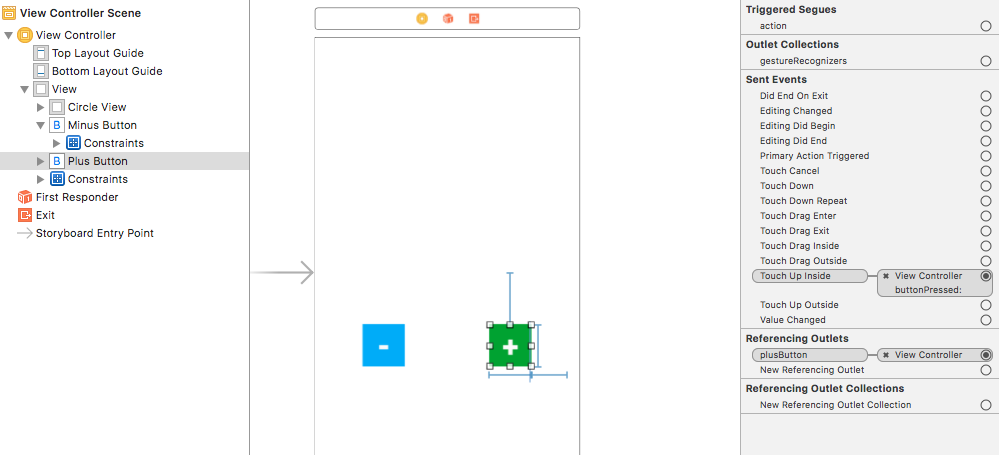 View Controller Scene
View Controller
Top Layout Guide
Bottom Layout Guide
View
Circle View
B Minus Button
Constraints
B Plus Button
Constraints
First Responder
Exit
Storyboard Entry Point
-
+
Triggered Segues
action
Outlet Collections
gestureRecognizers
Sent Events
Did End On Exit
Editing Changed
Editing Did Begin
Editing Did End
Primary Action Triggered
Touch Cancel
Touch Down
Touch Down Repeat
Touch Drag Enter
Touch Drag Exit
Touch Drag Inside
Touch Drag Outside
Touch Up Inside View Controller
buttonPressed:
Touch Up Outside
Value Changed
Referencing Outlets
plusButton View Controller
New Referencing Outlet
Referencing Outlet Collections
New Referencing Outlet Collection